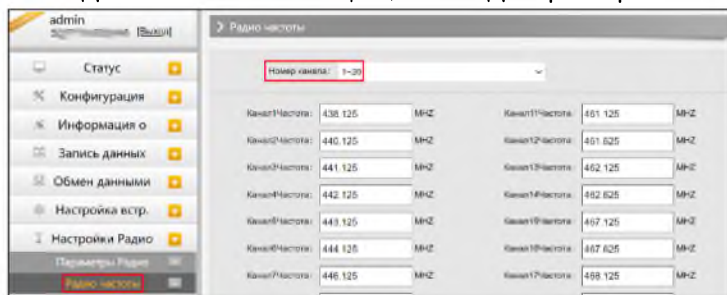 admin
[Выход]
> Радио частоты
Статус
Номер канала: 1~20
Конфигурация
Информация о
Запись данных
Обмен данными
Настройка встр.
Настройки Радио
Параметры Радио
Радио частоты
Канал1Частота: 438.125 MHZ Канал11Частота: 461.125 MHZ
Канал2Частота: 440.125 MHZ Канал12Частота: 461.625 MHZ
Канал3Частота: 441.125 MHZ Канал13Частота: 462.125 MHZ
Канал4Частота: 442.125 MHZ Канал14Частота: 462.625 MHZ
Канал5Частота: 443.125 MHZ Канал15Частота: 467.125 MHZ
Канал6Частота: 444.125 MHZ Канал16Частота: 467.625 MHZ
Канал7Частота: 446.125 MHZ Канал17Частота: 468.125 MHZ